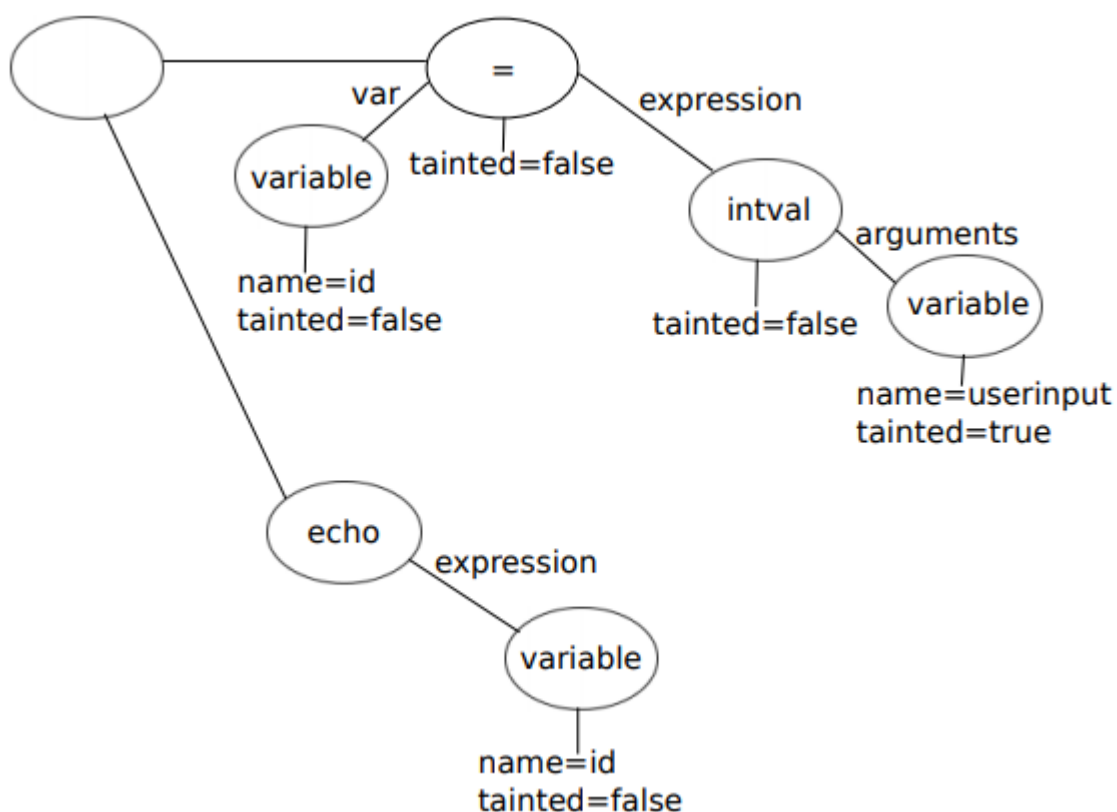 =
var
expression
variable
tainted=false
intval
arguments
name=id
tainted=false
tainted=false
variable
name=userinput
tainted=true
echo
expression
variable
name=id
tainted=false